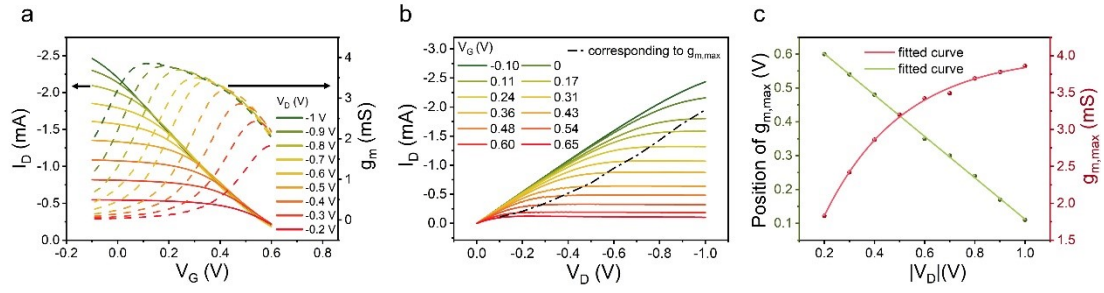 a
I_D (mA)
-2.5
-2.0
-1.5
-1.0
-0.5
0.0
-0.2 0.0 0.2 0.4 0.6 0.8
V_G (V)
4
3
2
1
0
g_m (mS)
V_D (V)
-1 V
-0.9 V
-0.8 V
-0.7 V
-0.6 V
-0.5 V
-0.4 V
-0.3 V
-0.2 V
b
I_D (mA)
-3.0
-2.5
-2.0
-1.5
-1.0
-0.5
0.0
0.0 -0.2 -0.4 -0.6 -0.8 -1.0
V_D (V)
V_G (V)
corresponding to g_m,max
-0.10 0
0.11 0.17
0.24 0.31
0.36 0.43
0.48 0.54
0.60 0.65
c
Position of g_m,max (V)
0.6
0.5
0.4
0.3
0.2
0.1
0.2 0.4 0.6 0.8 1.0
|V_D|(V)
fitted curve
fitted curve
4.0
3.5
3.0
2.5
2.0
1.5
g_m,max (mS)